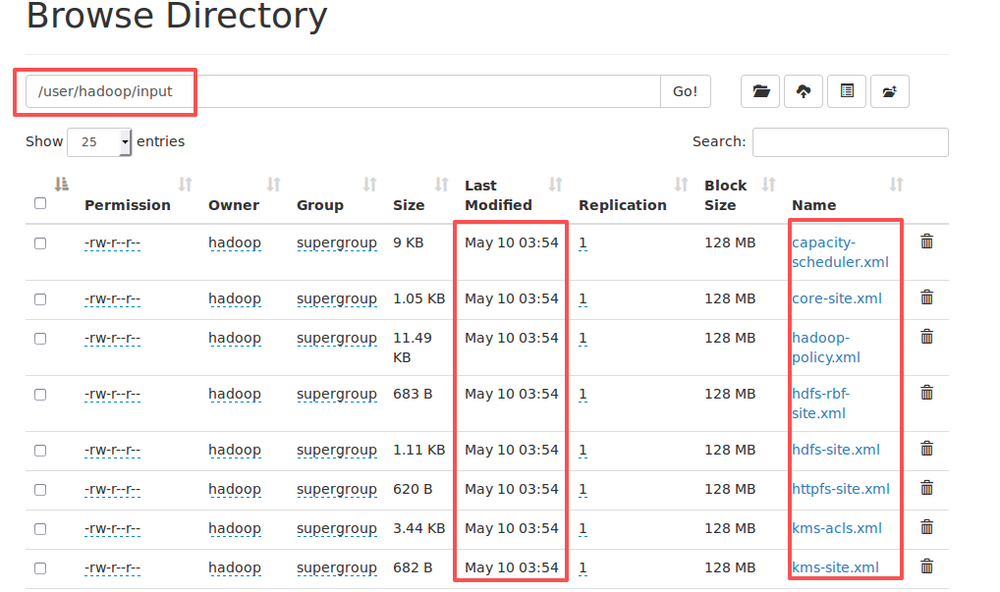 Browse Directory
/user/hadoop/input Go!
Show 25 entries Search:
Permission Owner Group Size Last Modified Replication Block Size Name
-rw-r--r-- hadoop supergroup 9 KB May 10 03:54 1 128 MB capacity-scheduler.xml
-rw-r--r-- hadoop supergroup 1.05 KB May 10 03:54 1 128 MB core-site.xml
-rw-r--r-- hadoop supergroup 11.49 KB May 10 03:54 1 128 MB hadoop-policy.xml
-rw-r--r-- hadoop supergroup 683 B May 10 03:54 1 128 MB hdfs-rbf-site.xml
-rw-r--r-- hadoop supergroup 1.11 KB May 10 03:54 1 128 MB hdfs-site.xml
-rw-r--r-- hadoop supergroup 620 B May 10 03:54 1 128 MB httpfs-site.xml
-rw-r--r-- hadoop supergroup 3.44 KB May 10 03:54 1 128 MB kms-acls.xml
-rw-r--r-- hadoop supergroup 682 B May 10 03:54 1 128 MB kms-site.xml